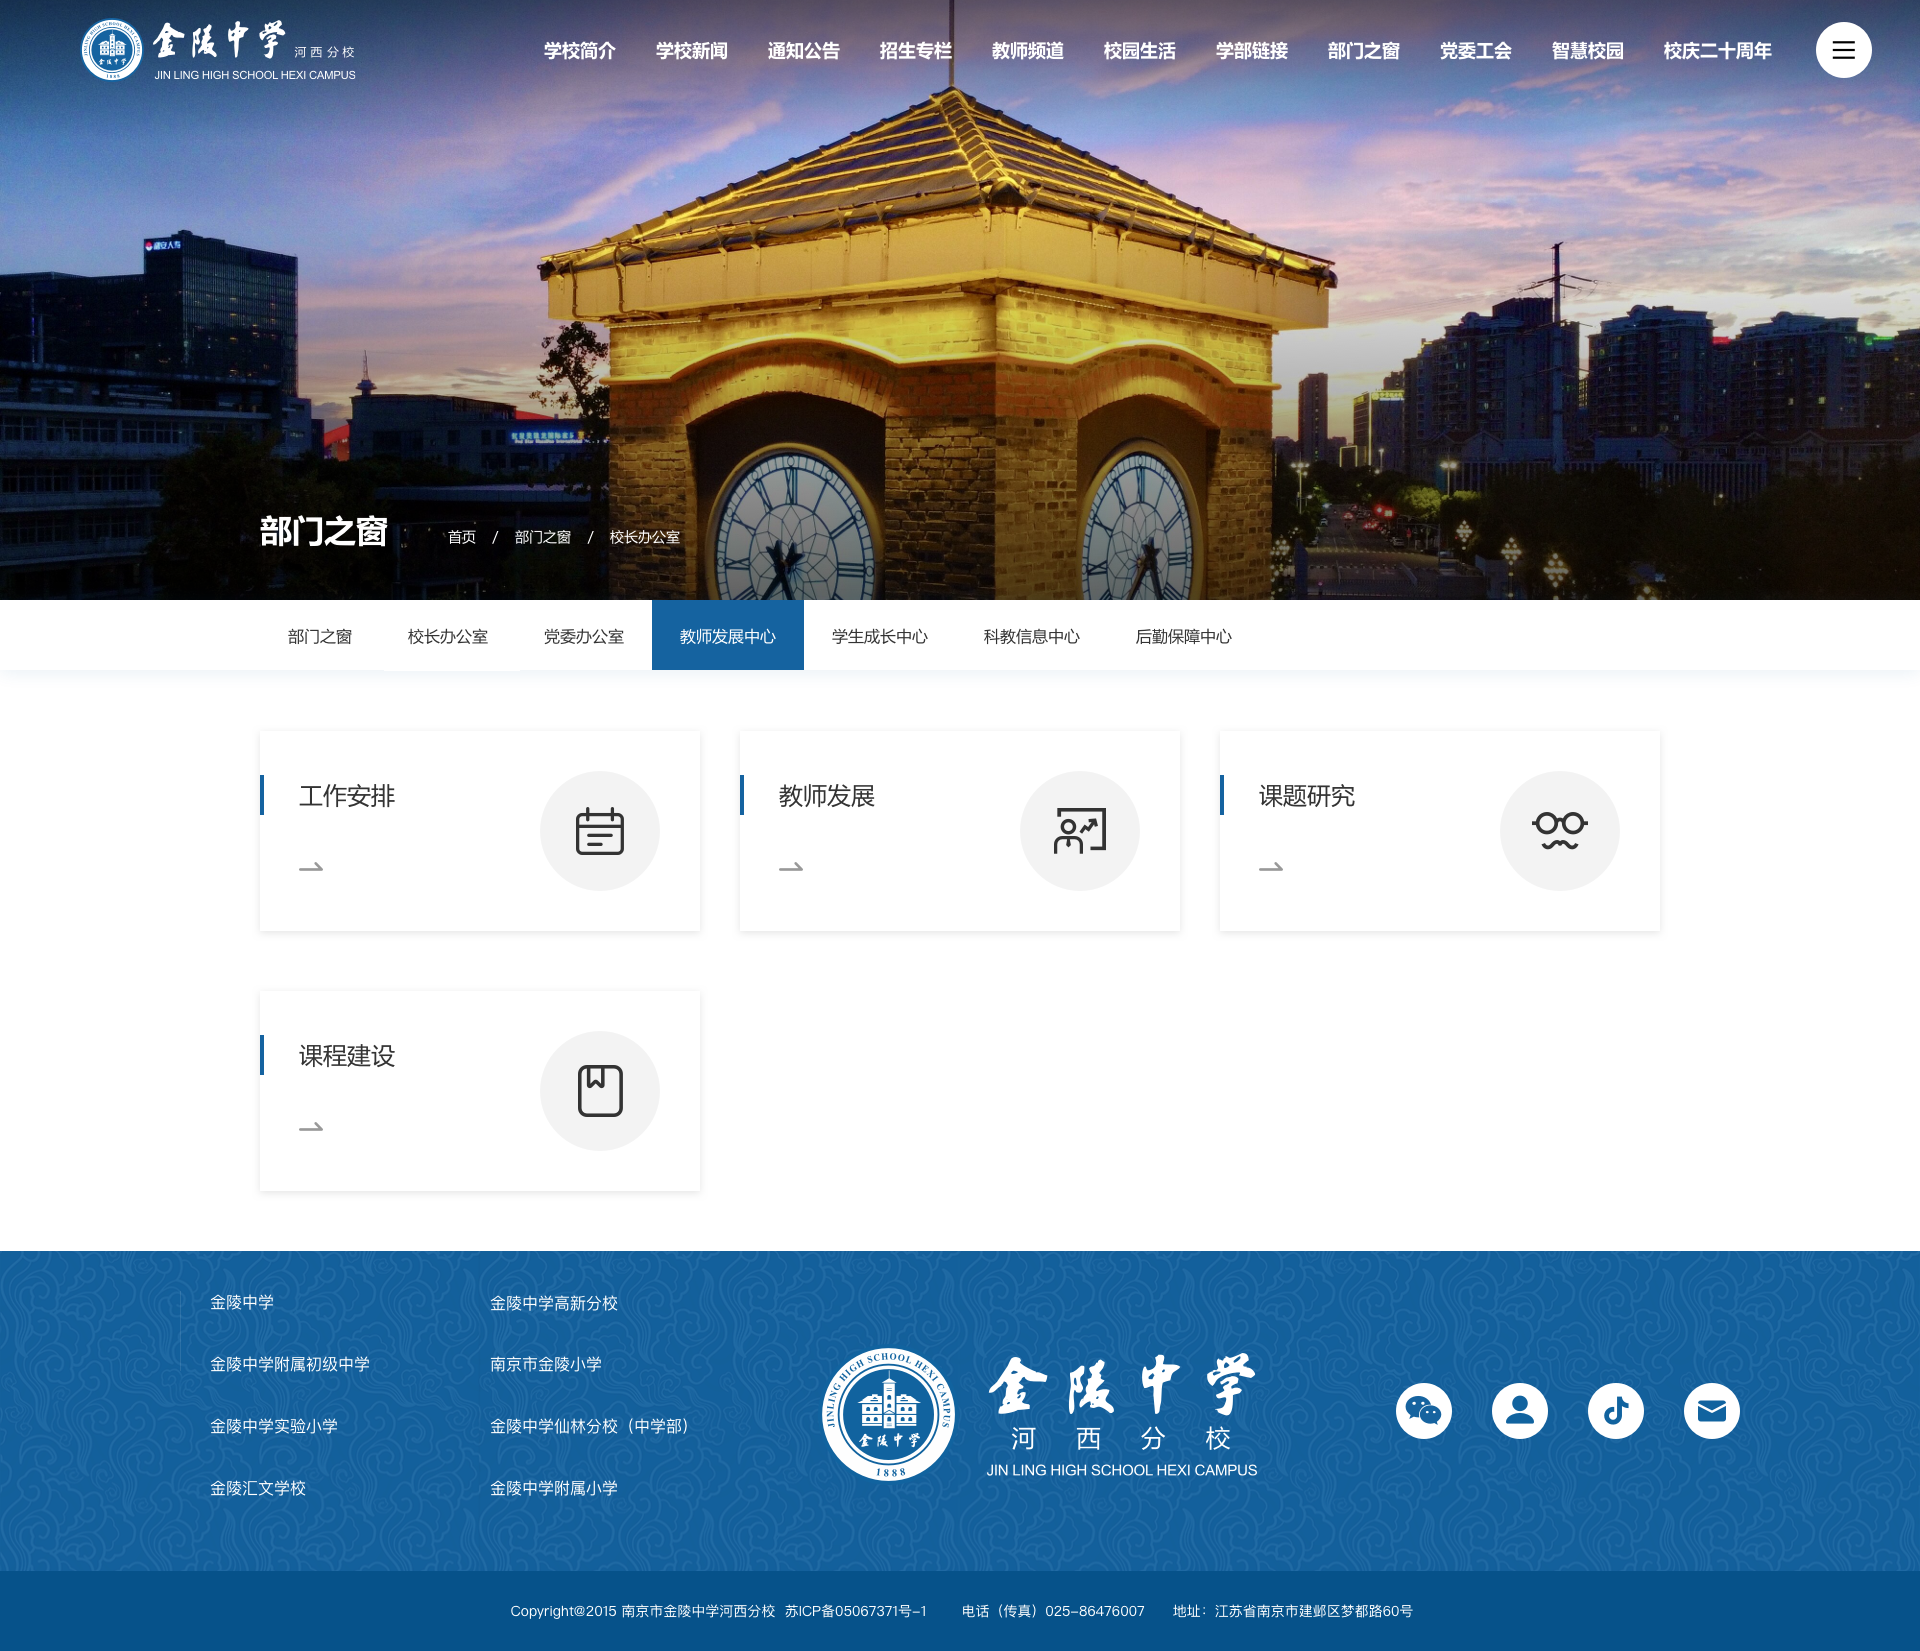 金陵中学 河西分校
JIN LING HIGH SCHOOL HEXI CAMPUS
学校简介 学校新闻 通知公告 招生专栏 教师频道 校园生活 学部链接 部门之窗 党委工会 智慧校园 校庆二十周年
部门之窗
首页 / 部门之窗 / 校长办公室
部门之窗 校长办公室 党委办公室 教师发展中心 学生成长中心 科教信息中心 后勤保障中心
工作安排
教师发展
课题研究
课程建设
金陵中学
金陵中学高新分校
金陵中学附属初级中学
南京市金陵小学
金陵中学实验小学
金陵中学仙林分校（中学部）
金陵汇文学校
金陵中学附属小学
JINLING HIGH SCHOOL HEXI CAMPUS
金陵中学
1888
金陵中学
河西分校
JIN LING HIGH SCHOOL HEXI CAMPUS
Copyright@2015 南京市金陵中学河西分校 苏ICP备05067371号-1 电话（传真）025-86476007 地址：江苏省南京市建邺区梦都路60号